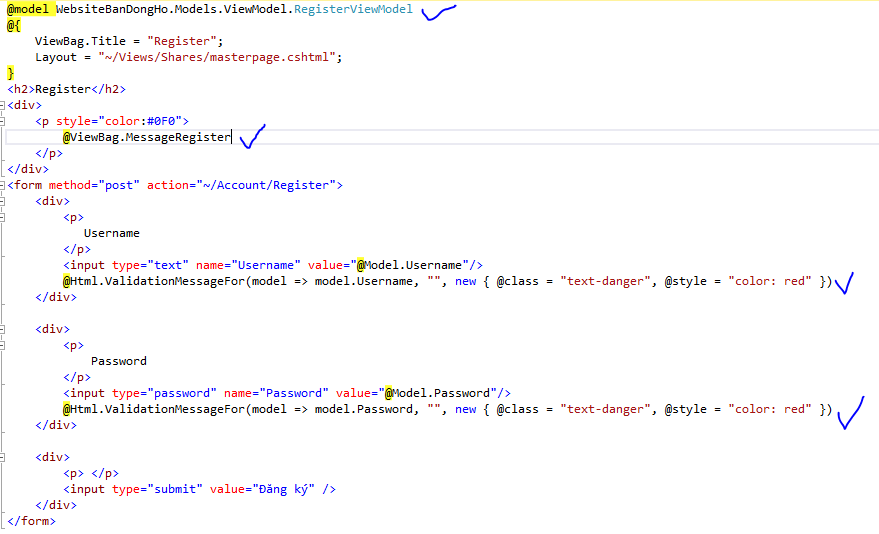 @model WebsiteBanDongHo.Models.ViewModel.RegisterViewModel
@{
ViewBag.Title = "Register";
Layout = "~/Views/Shares/masterpage.cshtml";
}
<h2>Register</h2>
<div>
<p style="color:#0F0">
@ViewBag.MessageRegister
</p>
</div>
<form method="post" action="~/Account/Register">
<div>
<p>
Username
</p>
<input type="text" name="Username" value="@Model.Username"/>
@Html.ValidationMessageFor(model => model.Username, "", new { @class = "text-danger", @style = "color: red" })
</div>
<div>
<p>
Password
</p>
<input type="password" name="Password" value="@Model.Password"/>
@Html.ValidationMessageFor(model => model.Password, "", new { @class = "text-danger", @style = "color: red" })
</div>
<div>
<p> </p>
<input type="submit" value="Đăng ký" />
</div>
</form>